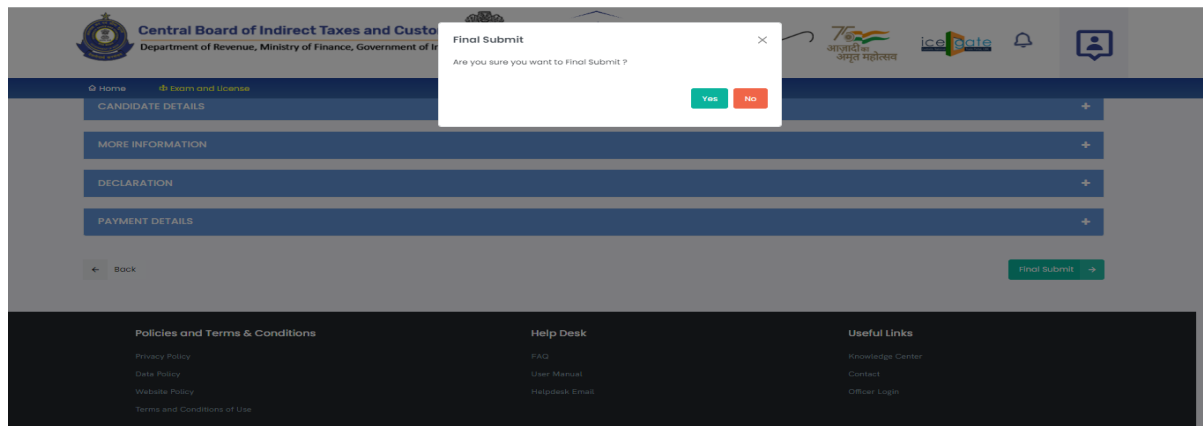 Central Board of Indirect Taxes and Custo
Department of Revenue, Ministry of Finance, Government of In
Final Submit
Are you sure you want to Final Submit ?
Yes
No
आज़ादी का
अमृत महोत्सव
ice gate
Home
Exam and License
CANDIDATE DETAILS
MORE INFORMATION
DECLARATION
PAYMENT DETAILS
Back
Final Submit
Policies and Terms & Conditions
Privacy Policy
Data Policy
Website Policy
Terms and Conditions of Use
Help Desk
FAQ
User Manual
Helpdesk Email
Useful Links
Knowledge Center
Contact
Officer Login